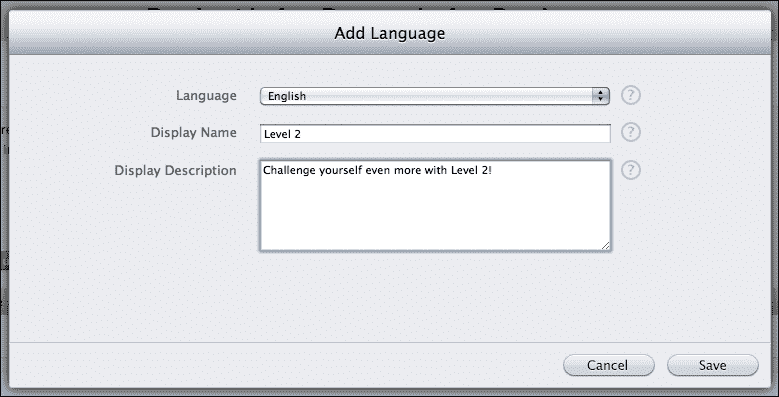 Add Language
Language English ?
Display Name Level 2 ?
Display Description Challenge yourself even more with Level 2! ?
Cancel Save